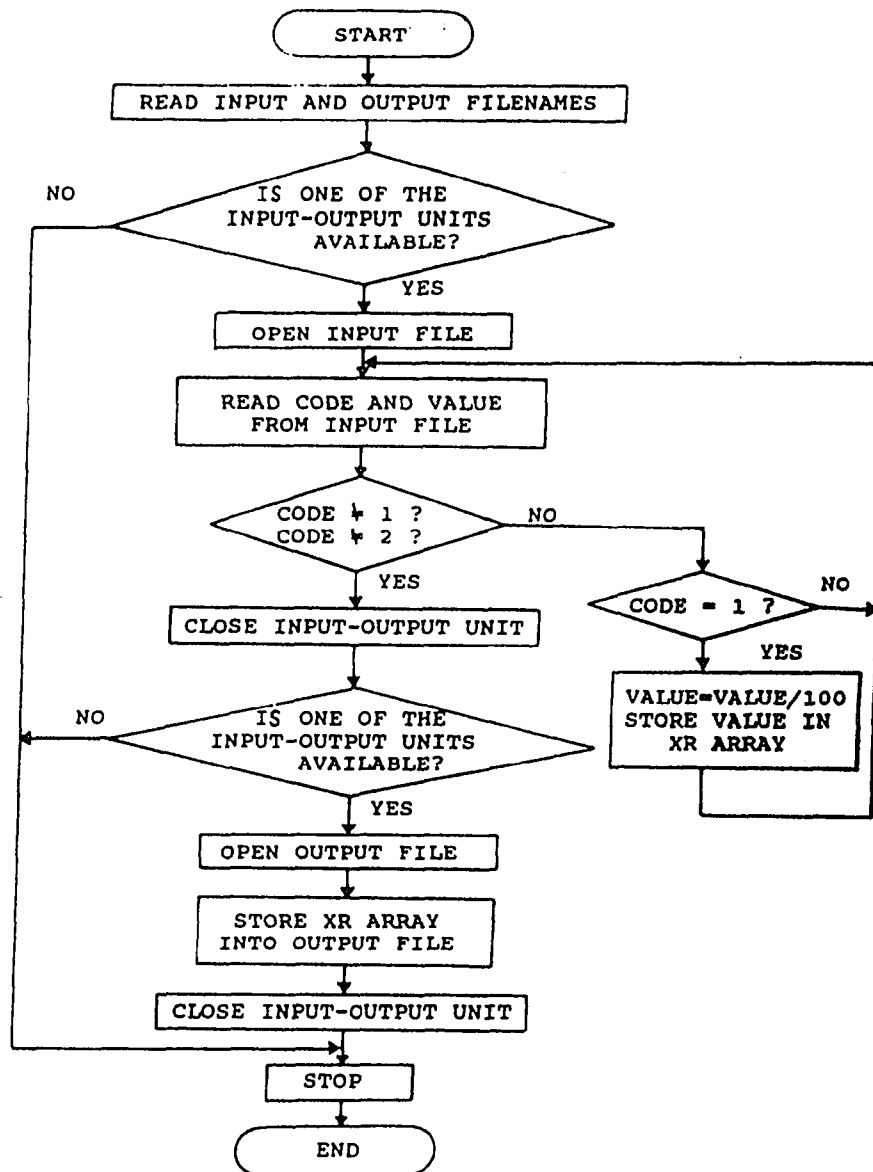 START
READ INPUT AND OUTPUT FILENAMES
NO
IS ONE OF THE
INPUT-OUTPUT UNITS
AVAILABLE?
YES
OPEN INPUT FILE
READ CODE AND VALUE
FROM INPUT FILE
CODE ≠ 1 ?
CODE ≠ 2 ?
NO
YES
CODE = 1 ?
NO
YES
CLOSE INPUT-OUTPUT UNIT
VALUE=VALUE/100
STORE VALUE IN
XR ARRAY
NO
IS ONE OF THE
INPUT-OUTPUT UNITS
AVAILABLE?
YES
OPEN OUTPUT FILE
STORE XR ARRAY
INTO OUTPUT FILE
CLOSE INPUT-OUTPUT UNIT
STOP
END